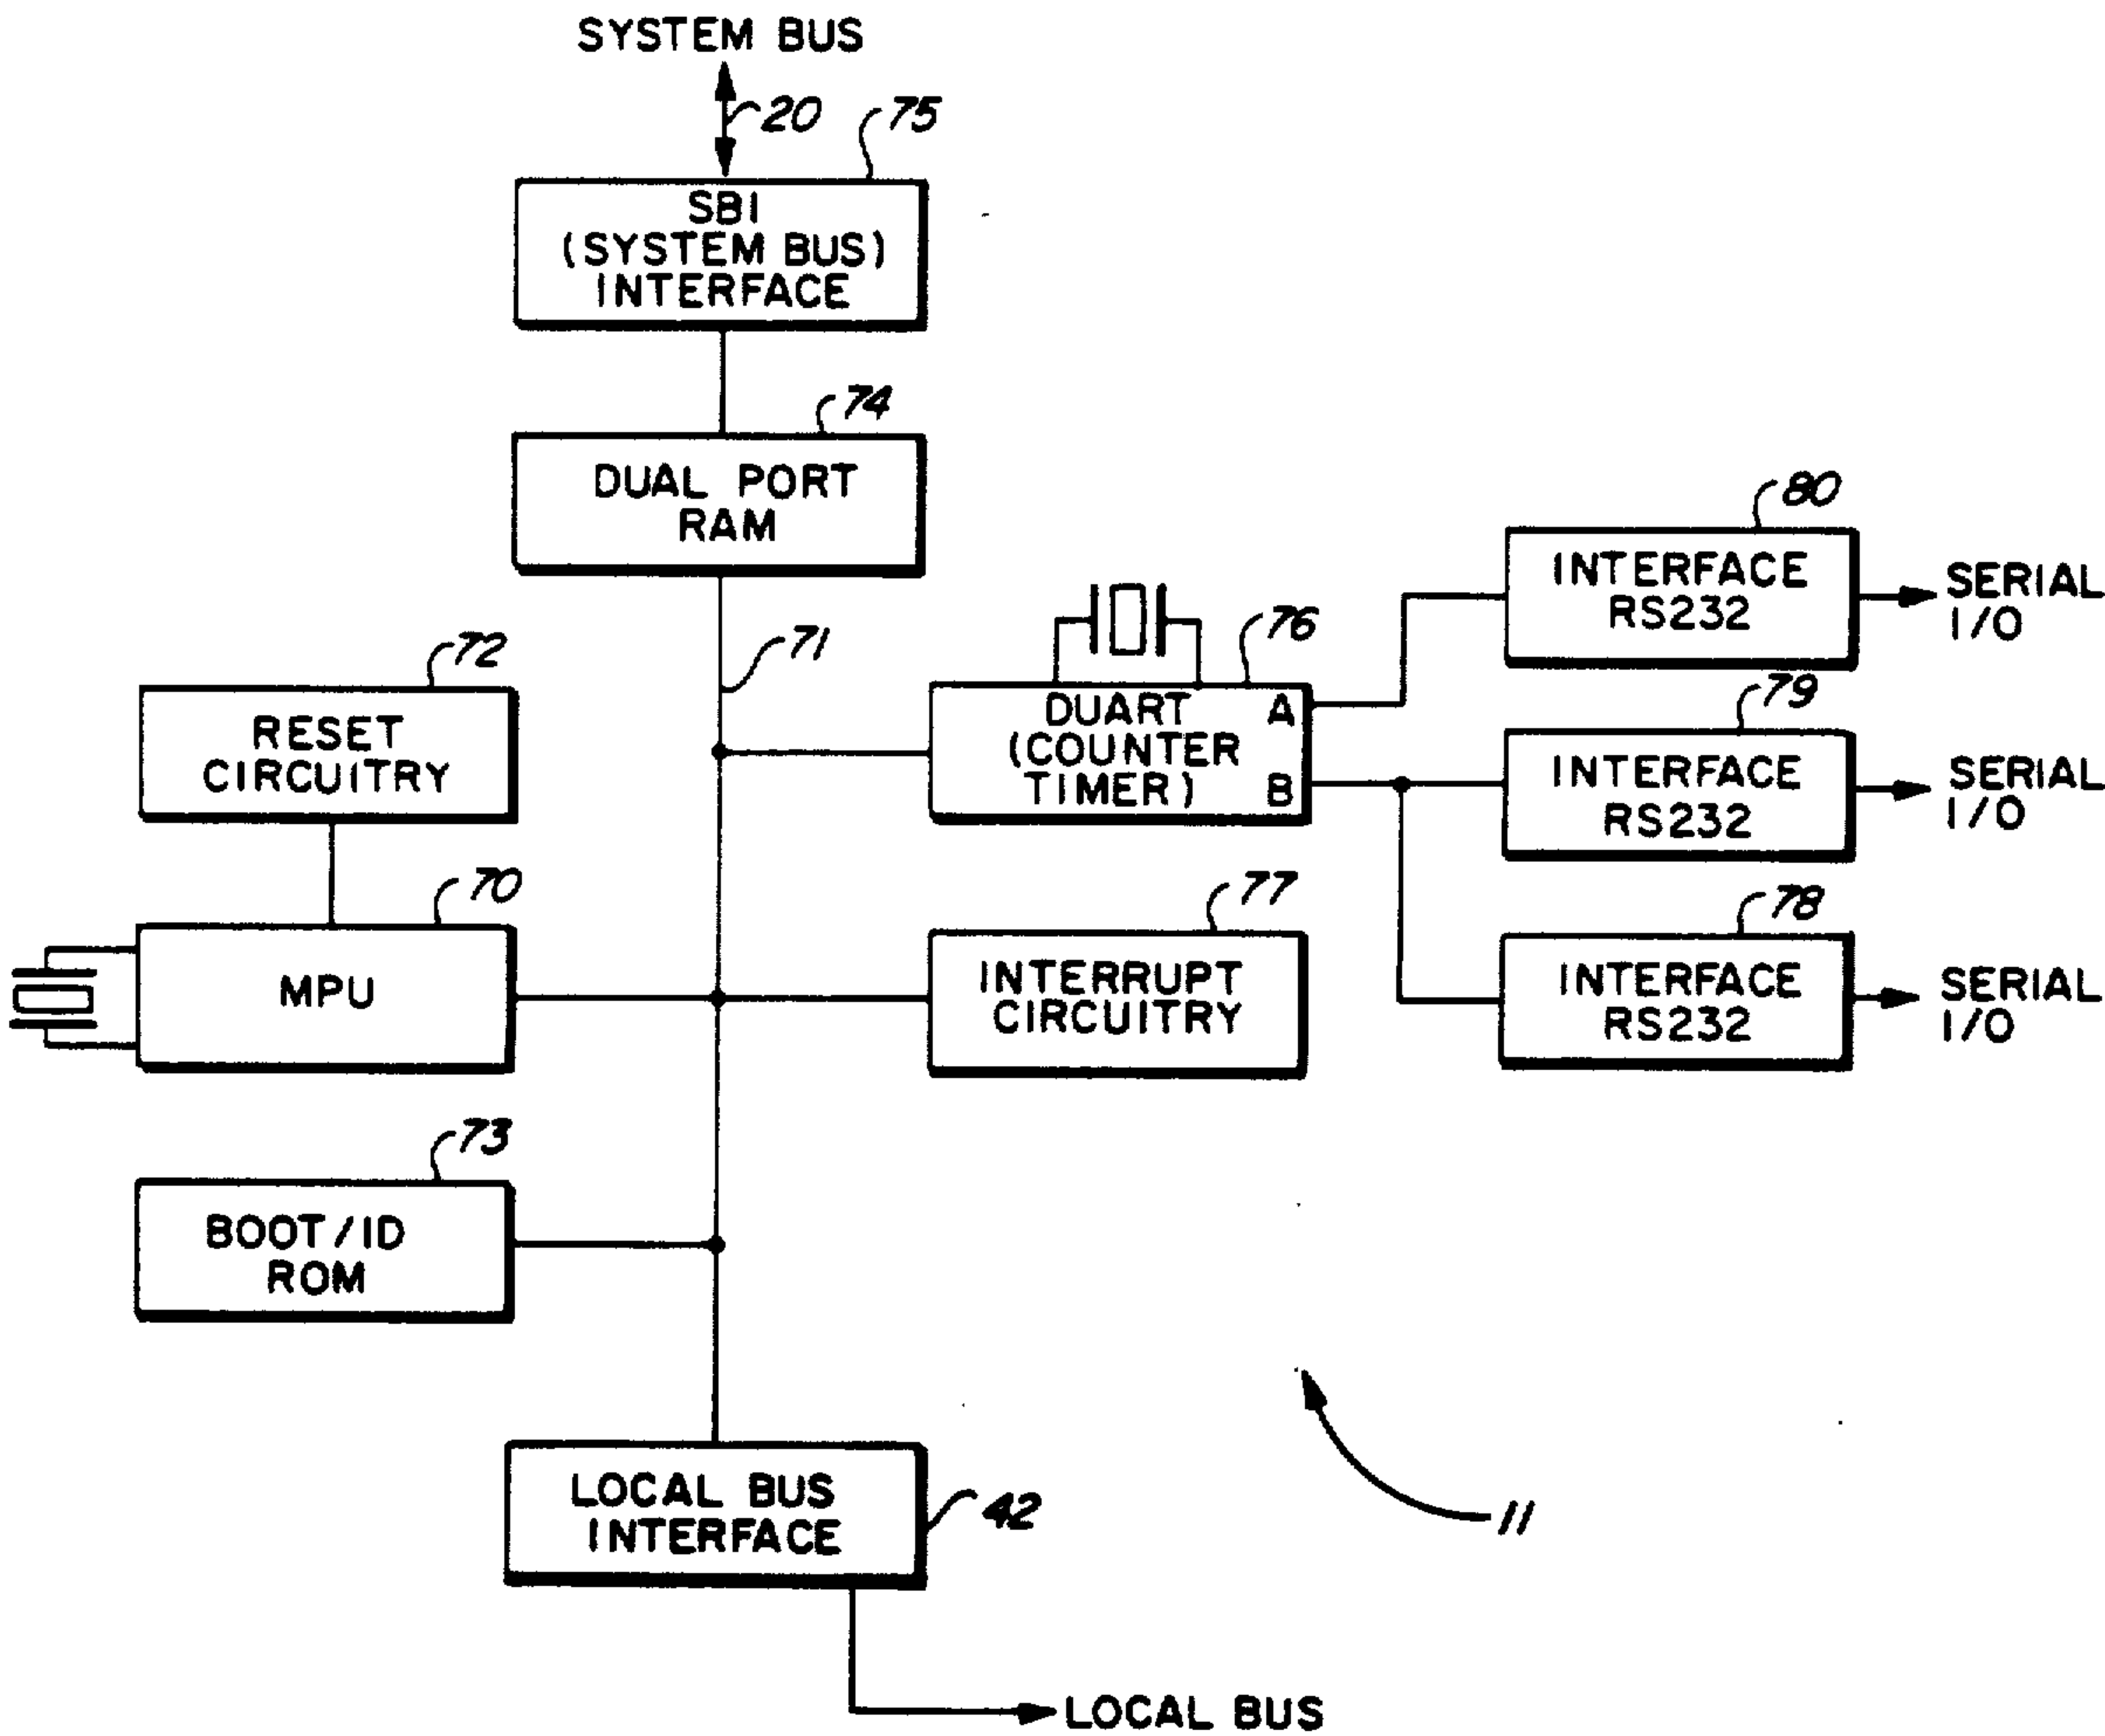 SYSTEM BUS
20
75
SBI
(SYSTEM BUS)
INTERFACE
74
DUAL PORT
RAM
80
INTERFACE
RS232
SERIAL
I/O
71
76
DUART A
(COUNTER
TIMER) B
72
RESET
CIRCUITRY
79
INTERFACE
RS232
SERIAL
I/O
70
MPU
77
INTERRUPT
CIRCUITRY
78
INTERFACE
RS232
SERIAL
I/O
73
BOOT/ID
ROM
LOCAL BUS
INTERFACE
42
11
LOCAL BUS